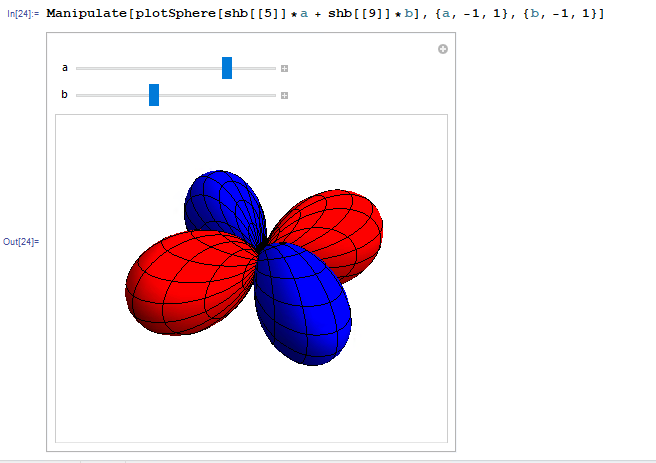 In[24]:= Manipulate[plotSphere[shb[[5]] * a + shb[[9]] * b], {a, -1, 1}, {b, -1, 1}]
a
b
Out[24]=